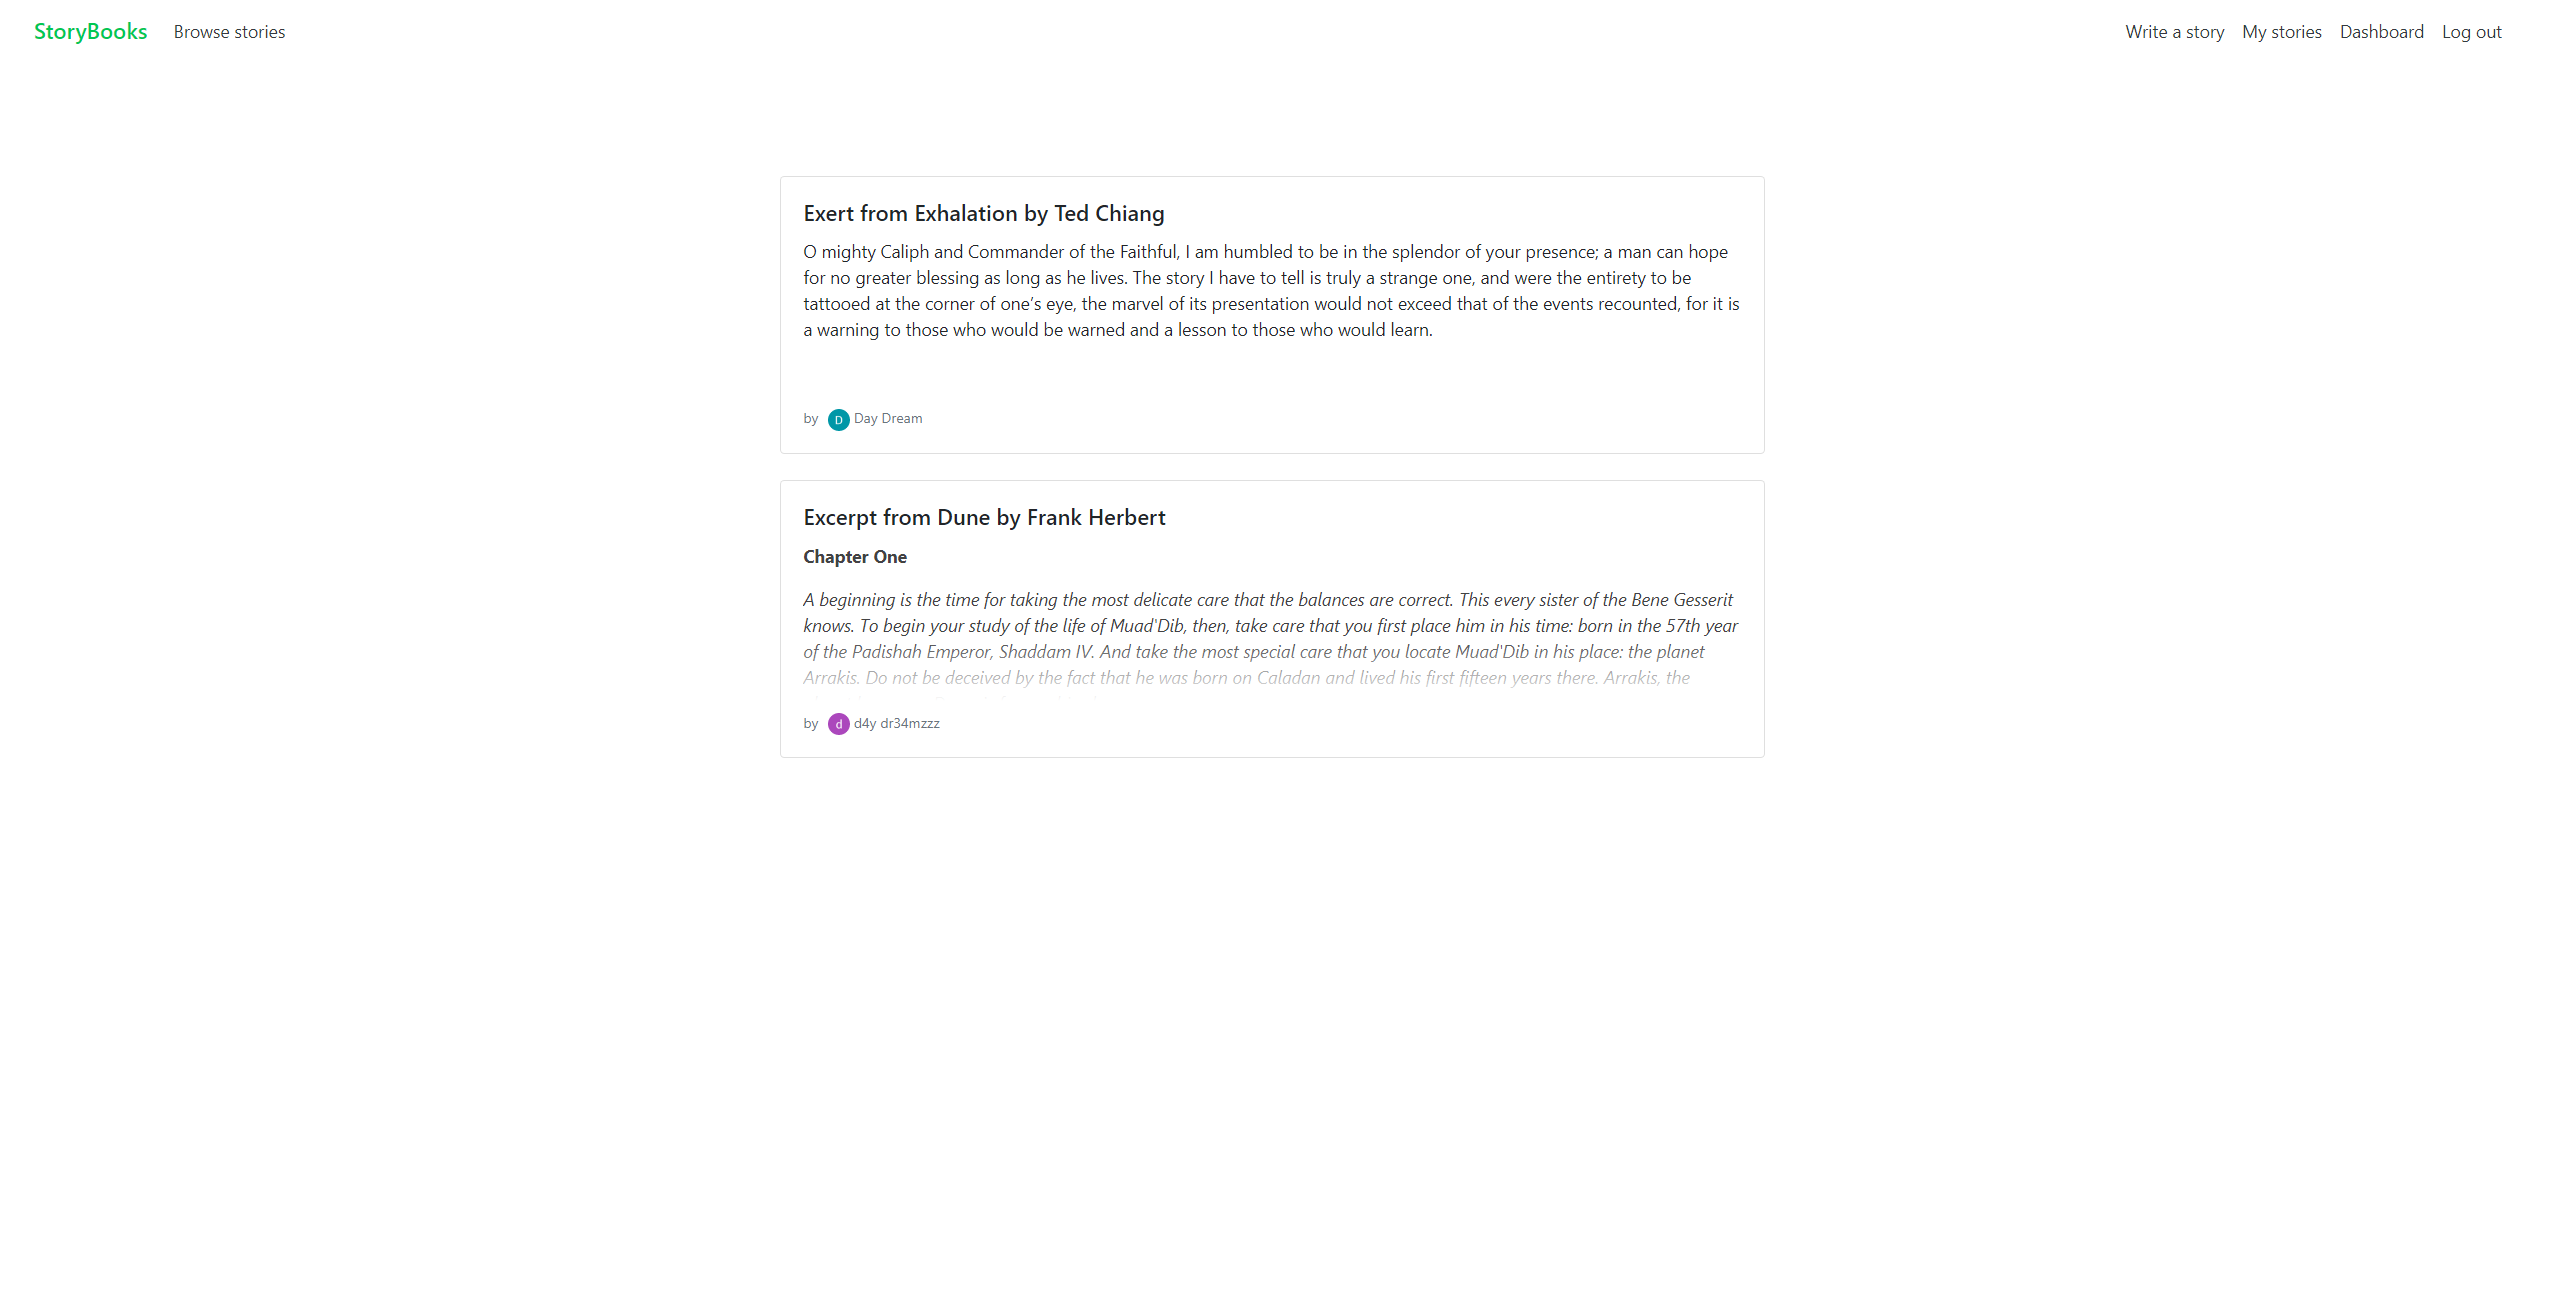 StoryBooks Browse stories Write a story My stories Dashboard Log out
Exert from Exhalation by Ted Chiang
O mighty Caliph and Commander of the Faithful, I am humbled to be in the splendor of your presence; a man can hope
for no greater blessing as long as he lives. The story I have to tell is truly a strange one, and were the entirety to be
tattooed at the corner of one’s eye, the marvel of its presentation would not exceed that of the events recounted, for it is
a warning to those who would be warned and a lesson to those who would learn.
by D Day Dream
Excerpt from Dune by Frank Herbert
Chapter One
A beginning is the time for taking the most delicate care that the balances are correct. This every sister of the Bene Gesserit
knows. To begin your study of the life of Muad'Dib, then, take care that you first place him in his time: born in the 57th year
of the Padishah Emperor, Shaddam IV. And take the most special care that you locate Muad'Dib in his place: the planet
Arrakis. Do not be deceived by the fact that he was born on Caladan and lived his first fifteen years there. Arrakis, the
by d d4y dr34mzzz